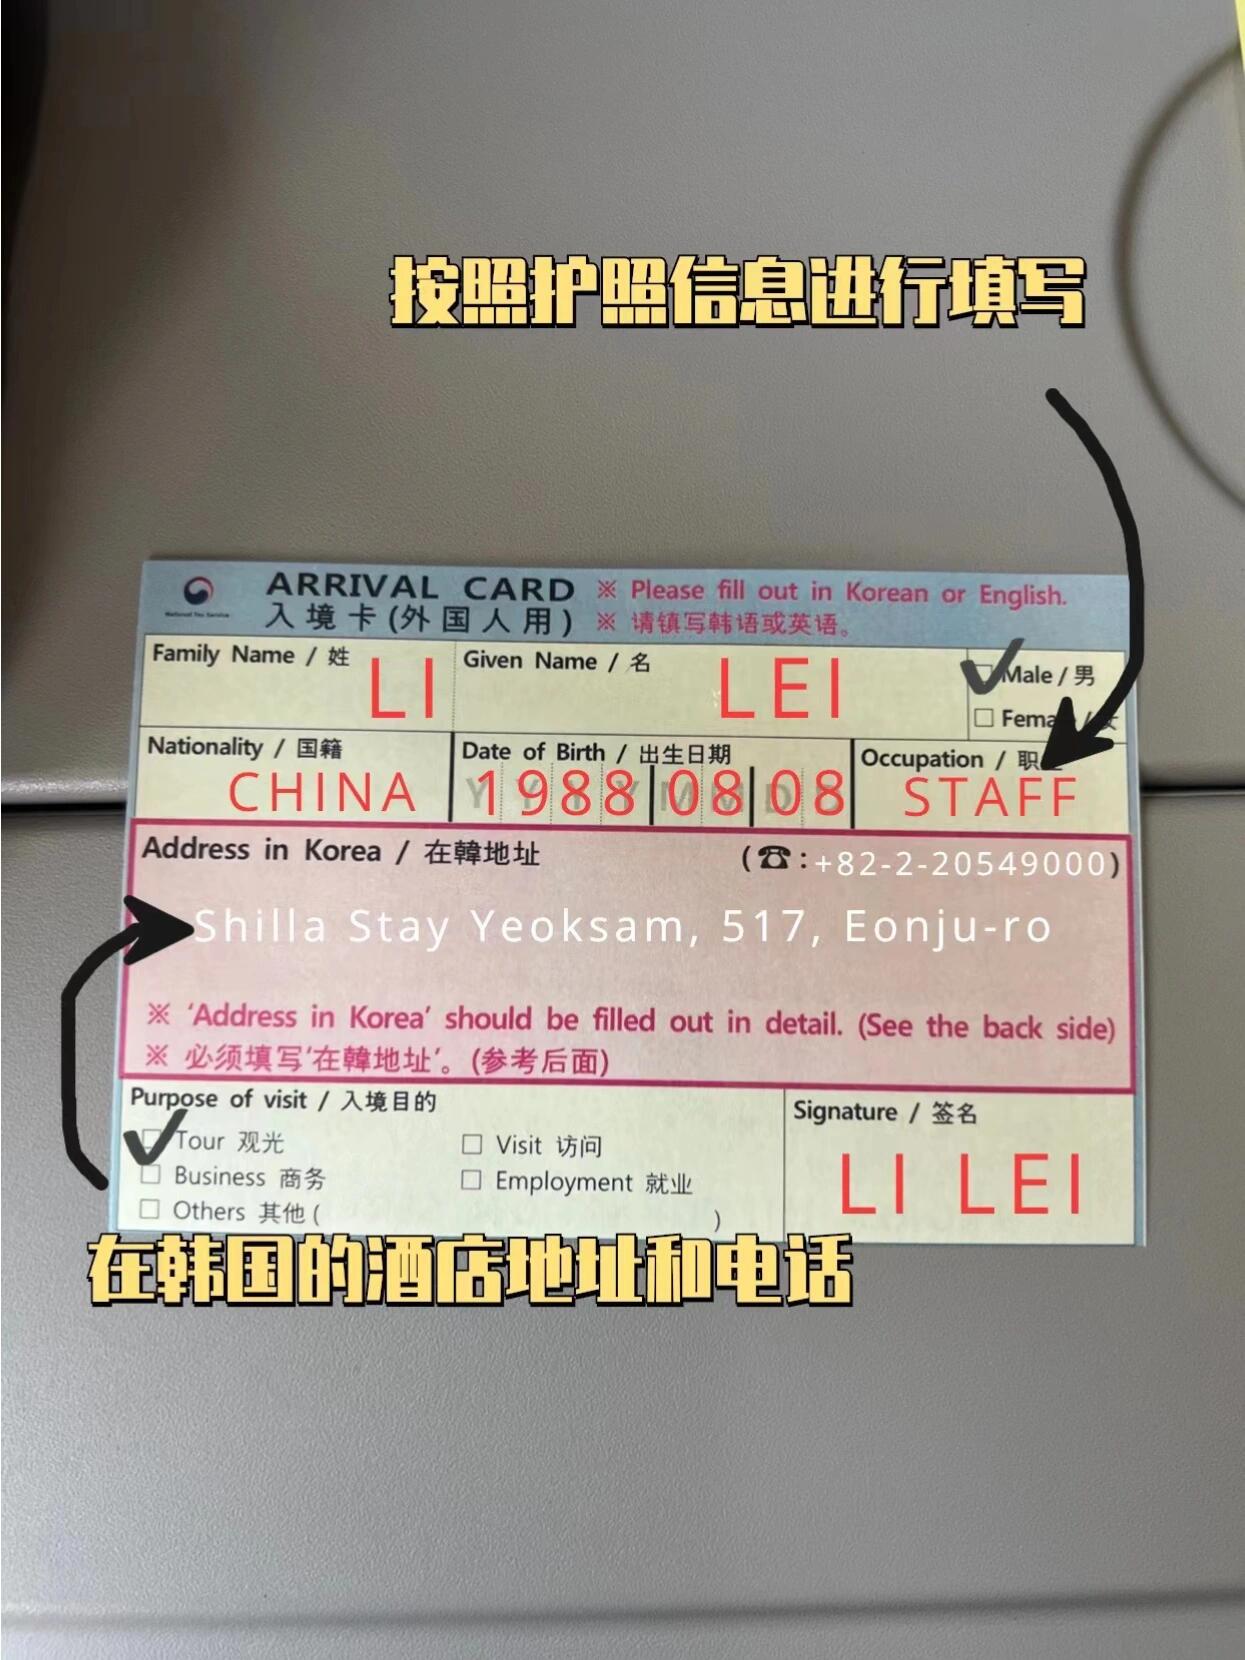 按照护照信息进行填写
ARRIVAL CARD ※ Please fill out in Korean or English.
入境卡(外国人用) ※ 请镇写韩语或英语。
National Tax Service
Family Name / 姓 LI Given Name / 名 LEI
Male / 男
Female / 女
Nationality / 国籍 CHINA
Date of Birth / 出生日期 1988 08 08
Occupation / 职业 STAFF
Address in Korea / 在韓地址 (☎:+82-2-20549000)
Shilla Stay Yeoksam, 517, Eonju-ro
※ 'Address in Korea' should be filled out in detail. (See the back side)
※ 必须填写'在韓地址'。(参考后面)
Purpose of visit / 入境目的
Tour 观光 Visit 访问
Business 商务 Employment 就业
Others 其他 ( )
Signature / 签名
LI LEI
在韩国的酒店地址和电话